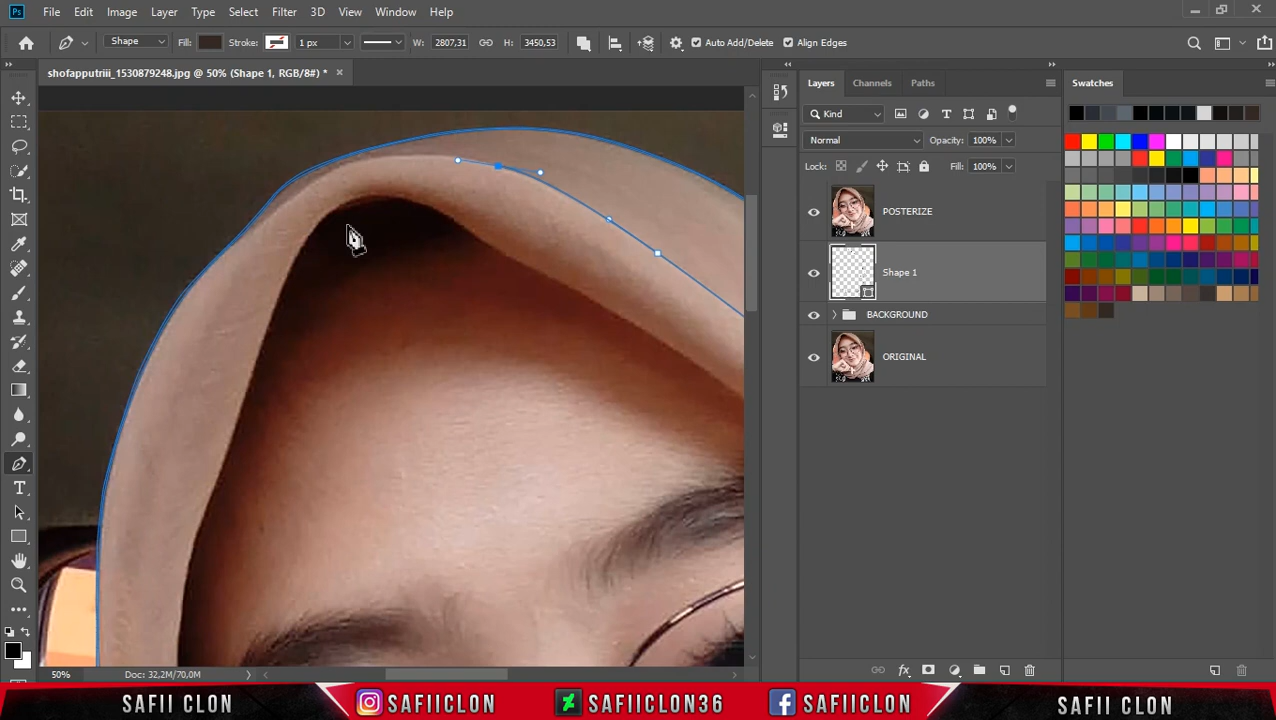 Ps File Edit Image Layer Type Select Filter 3D View Window Help
Shape Fill: Stroke: 1 px W: 2807,31 H: 3450,53 Auto Add/Delete Align Edges
shofapputriii_1530879248.jpg @ 50% (Shape 1, RGB/8#) *
Layers Channels Paths
Swatches
Kind
Normal Opacity: 100%
Lock: Fill: 100%
POSTERIZE
Shape 1
BACKGROUND
ORIGINAL
50% Doc: 32,2M/70,0M
SAFII CLON SAFIICLON SAFIICLON36 SAFIICLON SAFII CLON